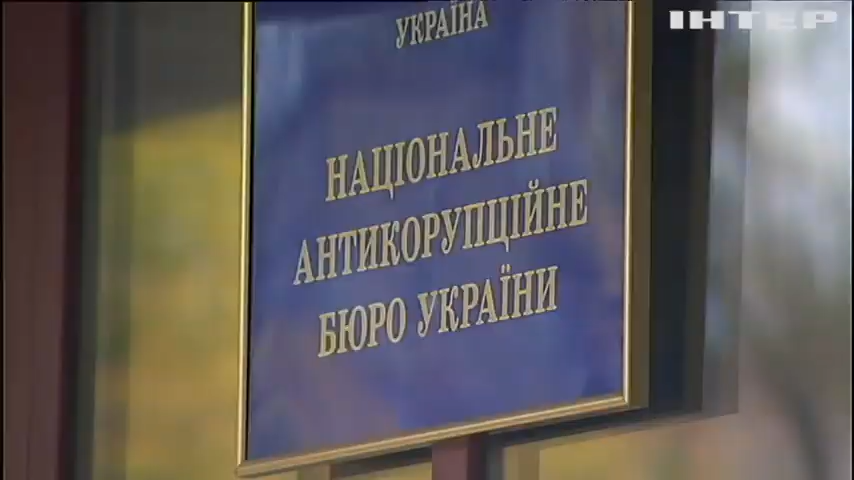 ІНТЕР
УКРАЇНА
НАЦІОНАЛЬНЕ
АНТИКОРУПЦІЙНЕ
БЮРО УКРАЇНИ